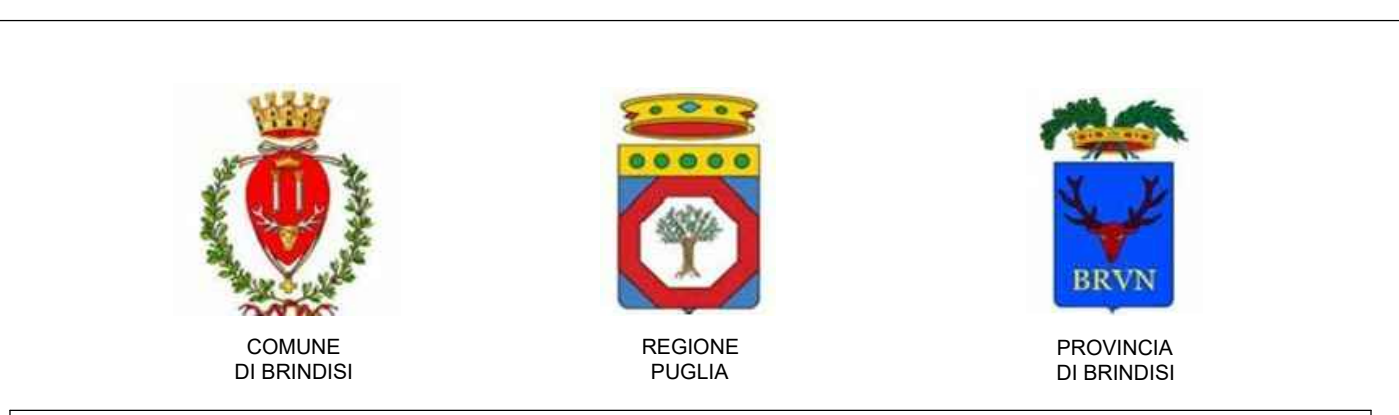 BRVN
COMUNE
DI BRINDISI
REGIONE
PUGLIA
PROVINCIA
DI BRINDISI